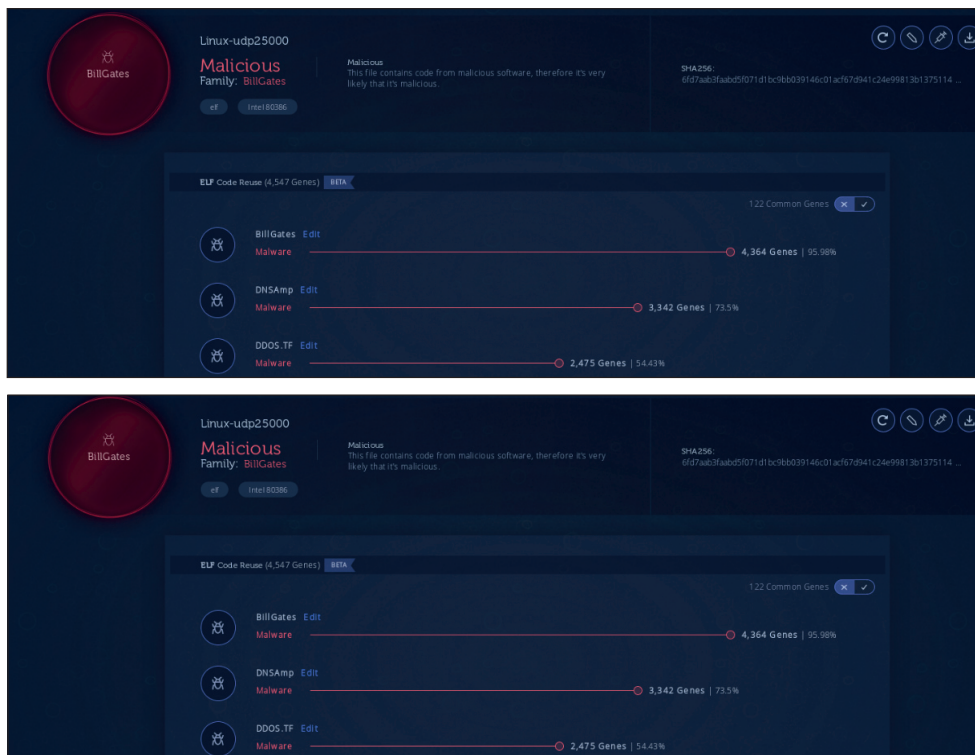 Linux-udp25000
BillGates
Malicious
Family: BillGates
Malicious
This file contains code from malicious software, therefore it's very
likely that it's malicious.
SHA256:
6fd7aab3faabd5f071d1bc9bb039146c01acf67d941c24e99813b1375114 ...
elf
Intel 80386
ELF Code Reuse (4,547 Genes) BETA
122 Common Genes
BillGates Edit
Malware 4,364 Genes | 95.98%
DNSAmp Edit
Malware 3,342 Genes | 73.5%
DDOS.TF Edit
Malware 2,475 Genes | 54.43%
Linux-udp25000
BillGates
Malicious
Family: BillGates
Malicious
This file contains code from malicious software, therefore it's very
likely that it's malicious.
SHA256:
6fd7aab3faabd5f071d1bc9bb039146c01acf67d941c24e99813b1375114 ...
elf
Intel 80386
ELF Code Reuse (4,547 Genes) BETA
122 Common Genes
BillGates Edit
Malware 4,364 Genes | 95.98%
DNSAmp Edit
Malware 3,342 Genes | 73.5%
DDOS.TF Edit
Malware 2,475 Genes | 54.43%